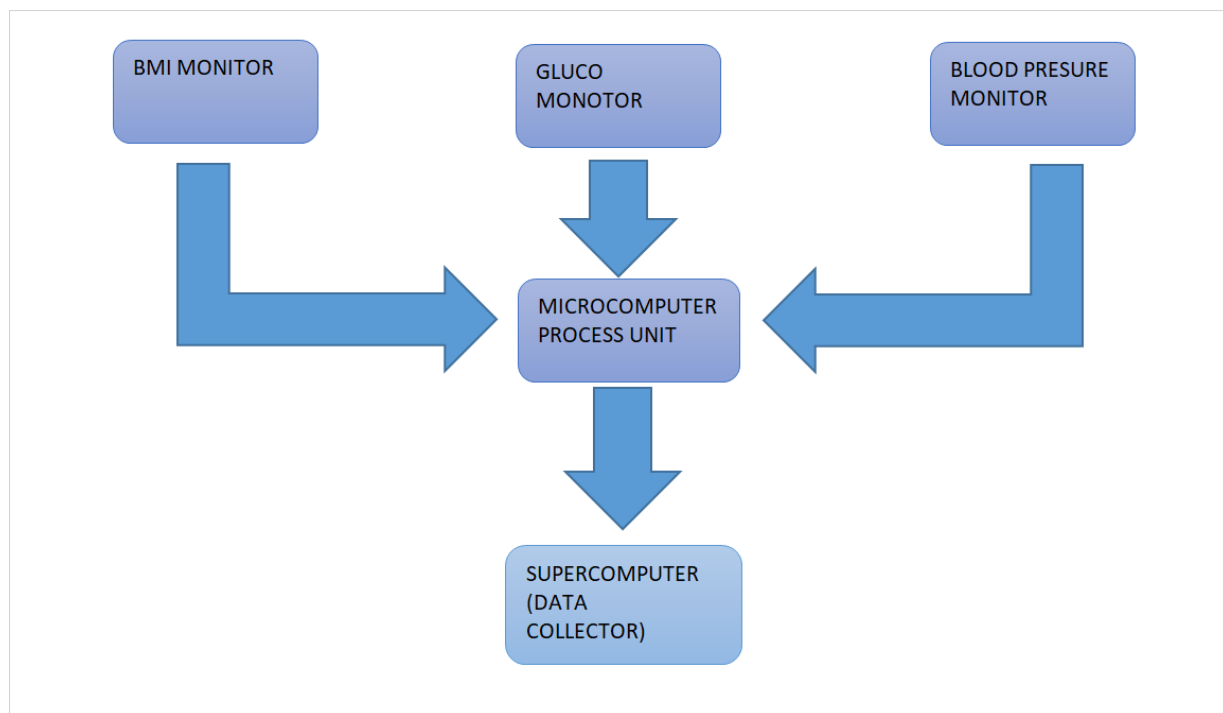 BMI MONITOR
GLUCO
MONOTOR
BLOOD PRESURE
MONITOR
MICROCOMPUTER
PROCESS UNIT
SUPERCOMPUTER
(DATA
COLLECTOR)